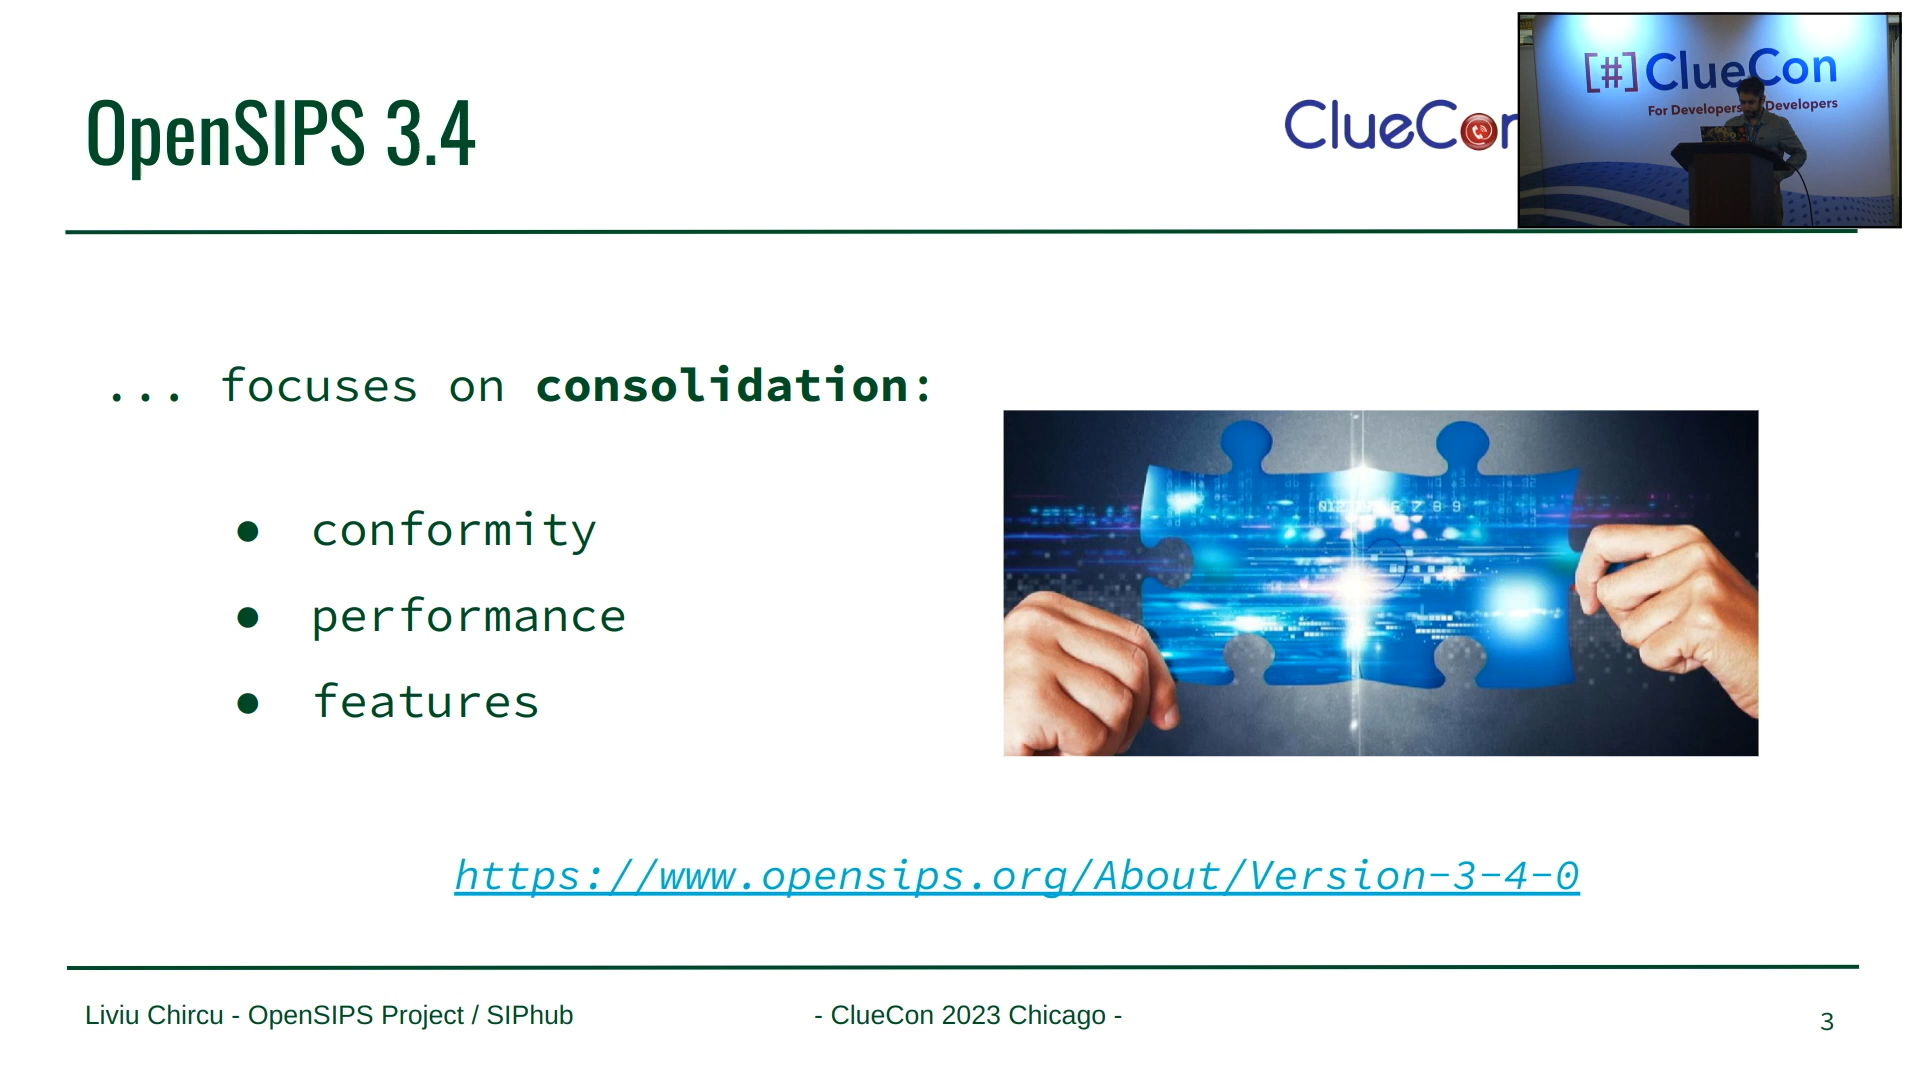 OpenSIPS 3.4
ClueCon
[#]ClueCon
For Developers Developers
... focuses on consolidation:
● conformity
● performance
● features
https://www.opensips.org/About/Version-3-4-0
Liviu Chircu - OpenSIPS Project / SIPhub
- ClueCon 2023 Chicago -
3